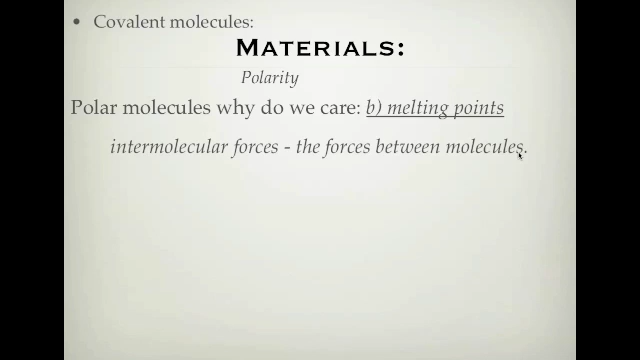 • Covalent molecules:
Materials:
Polarity
Polar molecules why do we care: b) melting points
intermolecular forces - the forces between molecules.